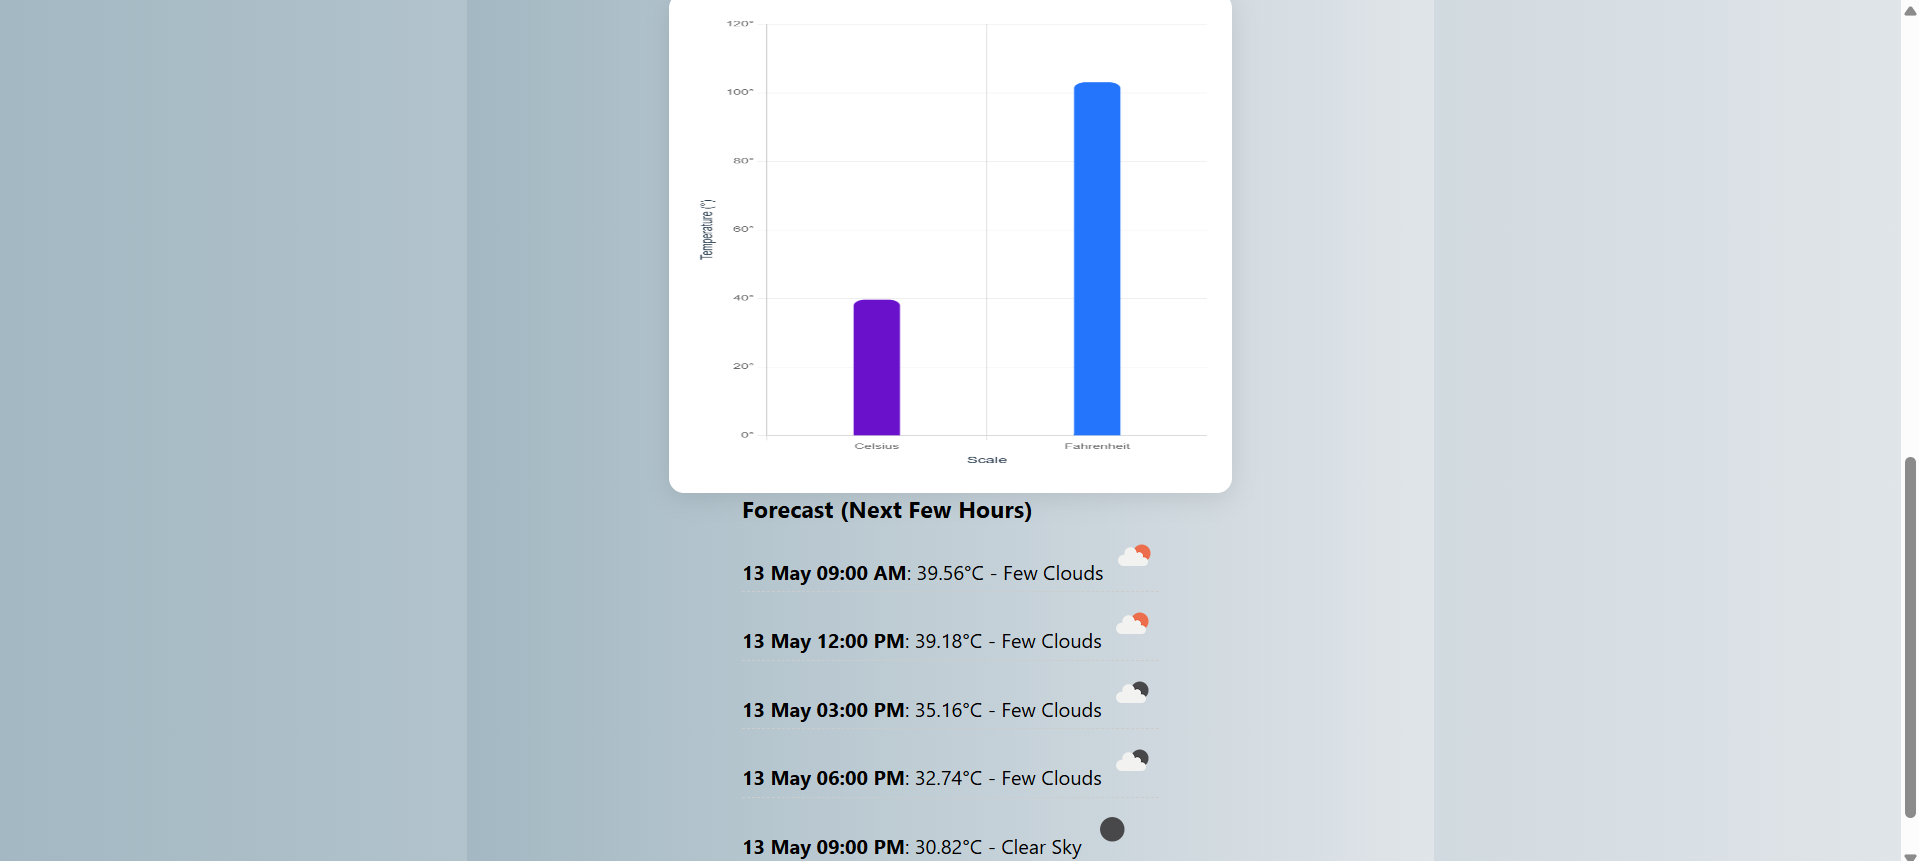 120°
100°
80°
60°
40°
20°
0°
Temperature (°)
Celsius
Fahrenheit
Scale
Forecast (Next Few Hours)
13 May 09:00 AM: 39.56°C - Few Clouds
13 May 12:00 PM: 39.18°C - Few Clouds
13 May 03:00 PM: 35.16°C - Few Clouds
13 May 06:00 PM: 32.74°C - Few Clouds
13 May 09:00 PM: 30.82°C - Clear Sky